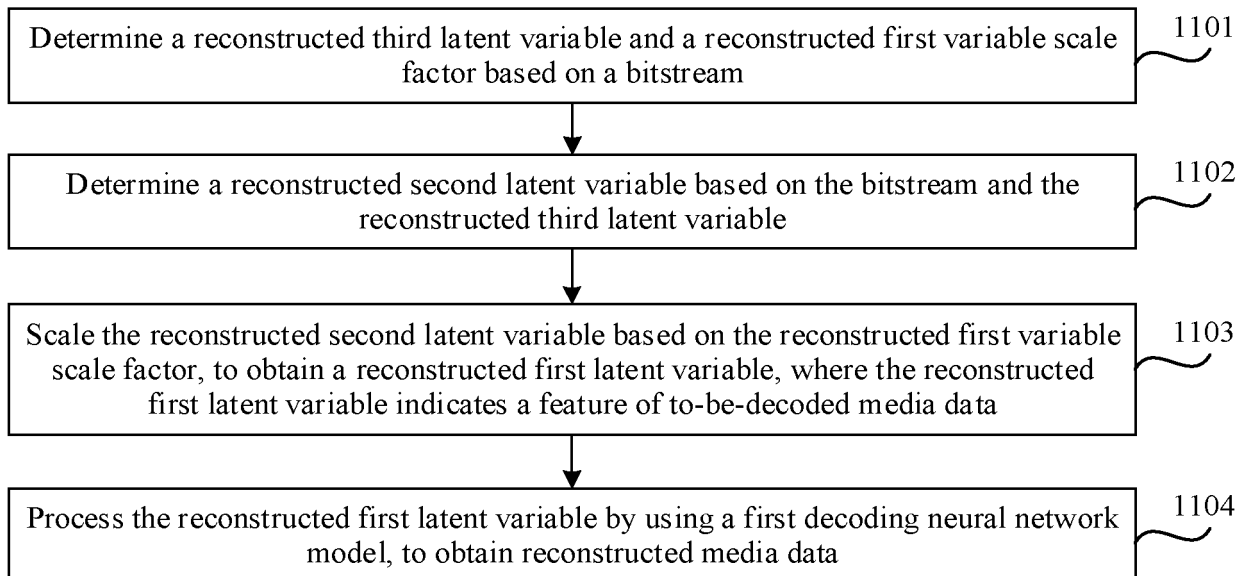 Determine a reconstructed third latent variable and a reconstructed first variable scale
factor based on a bitstream
1101
Determine a reconstructed second latent variable based on the bitstream and the
reconstructed third latent variable
1102
Scale the reconstructed second latent variable based on the reconstructed first variable
scale factor, to obtain a reconstructed first latent variable, where the reconstructed
first latent variable indicates a feature of to-be-decoded media data
1103
Process the reconstructed first latent variable by using a first decoding neural network
model, to obtain reconstructed media data
1104